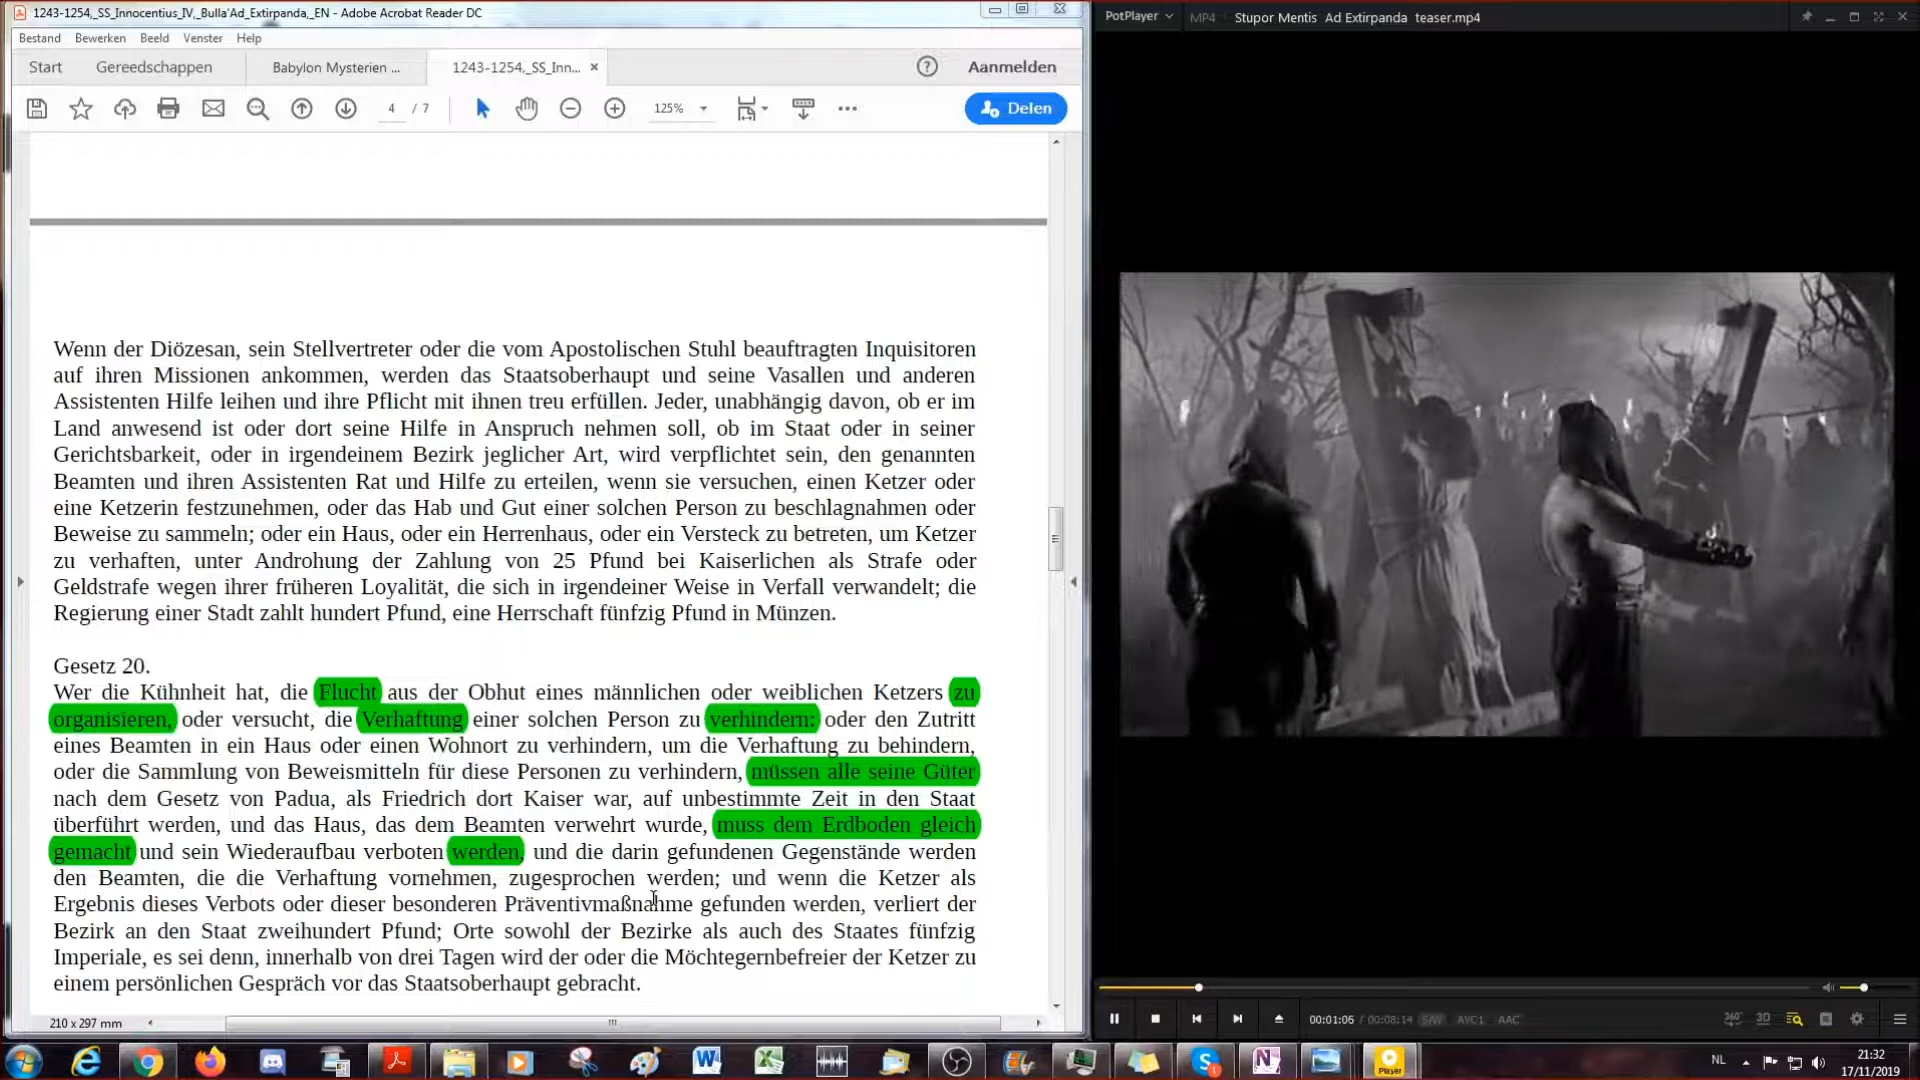 1243-1254,_SS_Innocentius_IV,_Bulla'Ad_Extirpanda,_EN - Adobe Acrobat Reader DC
Bestand Bewerken Beeld Venster Help
Start Gereedschappen Babylon Mysterien ... 1243-1254,_SS_Inn... × Aanmelden
4 / 7 125% Delen
Wenn der Diözesan, sein Stellvertreter oder die vom Apostolischen Stuhl beauftragten Inquisitoren
auf ihren Missionen ankommen, werden das Staatsoberhaupt und seine Vasallen und anderen
Assistenten Hilfe leihen und ihre Pflicht mit ihnen treu erfüllen. Jeder, unabhängig davon, ob er im
Land anwesend ist oder dort seine Hilfe in Anspruch nehmen soll, ob im Staat oder in seiner
Gerichtsbarkeit, oder in irgendeinem Bezirk jeglicher Art, wird verpflichtet sein, den genannten
Beamten und ihren Assistenten Rat und Hilfe zu erteilen, wenn sie versuchen, einen Ketzer oder
eine Ketzerin festzunehmen, oder das Hab und Gut einer solchen Person zu beschlagnahmen oder
Beweise zu sammeln; oder ein Haus, oder ein Herrenhaus, oder ein Versteck zu betreten, um Ketzer
zu verhaften, unter Androhung der Zahlung von 25 Pfund bei Kaiserlichen als Strafe oder
Geldstrafe wegen ihrer früheren Loyalität, die sich in irgendeiner Weise in Verfall verwandelt; die
Regierung einer Stadt zahlt hundert Pfund, eine Herrschaft fünfzig Pfund in Münzen.
Gesetz 20.
Wer die Kühnheit hat, die Flucht aus der Obhut eines männlichen oder weiblichen Ketzers zu
organisieren, oder versucht, die Verhaftung einer solchen Person zu verhindern: oder den Zutritt
eines Beamten in ein Haus oder einen Wohnort zu verhindern, um die Verhaftung zu behindern,
oder die Sammlung von Beweismitteln für diese Personen zu verhindern, müssen alle seine Güter
nach dem Gesetz von Padua, als Friedrich dort Kaiser war, auf unbestimmte Zeit in den Staat
überführt werden, und das Haus, das dem Beamten verwehrt wurde, muss dem Erdboden gleich
gemacht und sein Wiederaufbau verboten werden, und die darin gefundenen Gegenstände werden
den Beamten, die die Verhaftung vornehmen, zugesprochen werden; und wenn die Ketzer als
Ergebnis dieses Verbots oder dieser besonderen Präventivmaßnahme gefunden werden, verliert der
Bezirk an den Staat zweihundert Pfund; Orte sowohl der Bezirke als auch des Staates fünfzig
Imperiale, es sei denn, innerhalb von drei Tagen wird der oder die Möchtegernbefreier der Ketzer zu
einem persönlichen Gespräch vor das Staatsoberhaupt gebracht.
210 x 297 mm
PotPlayer MP4 Stupor Mentis Ad Extirpanda teaser.mp4
00:01:06 / 00:08:14 S/W AVC1 AAC
360° 3D
Player
NL 21:32
17/11/2019